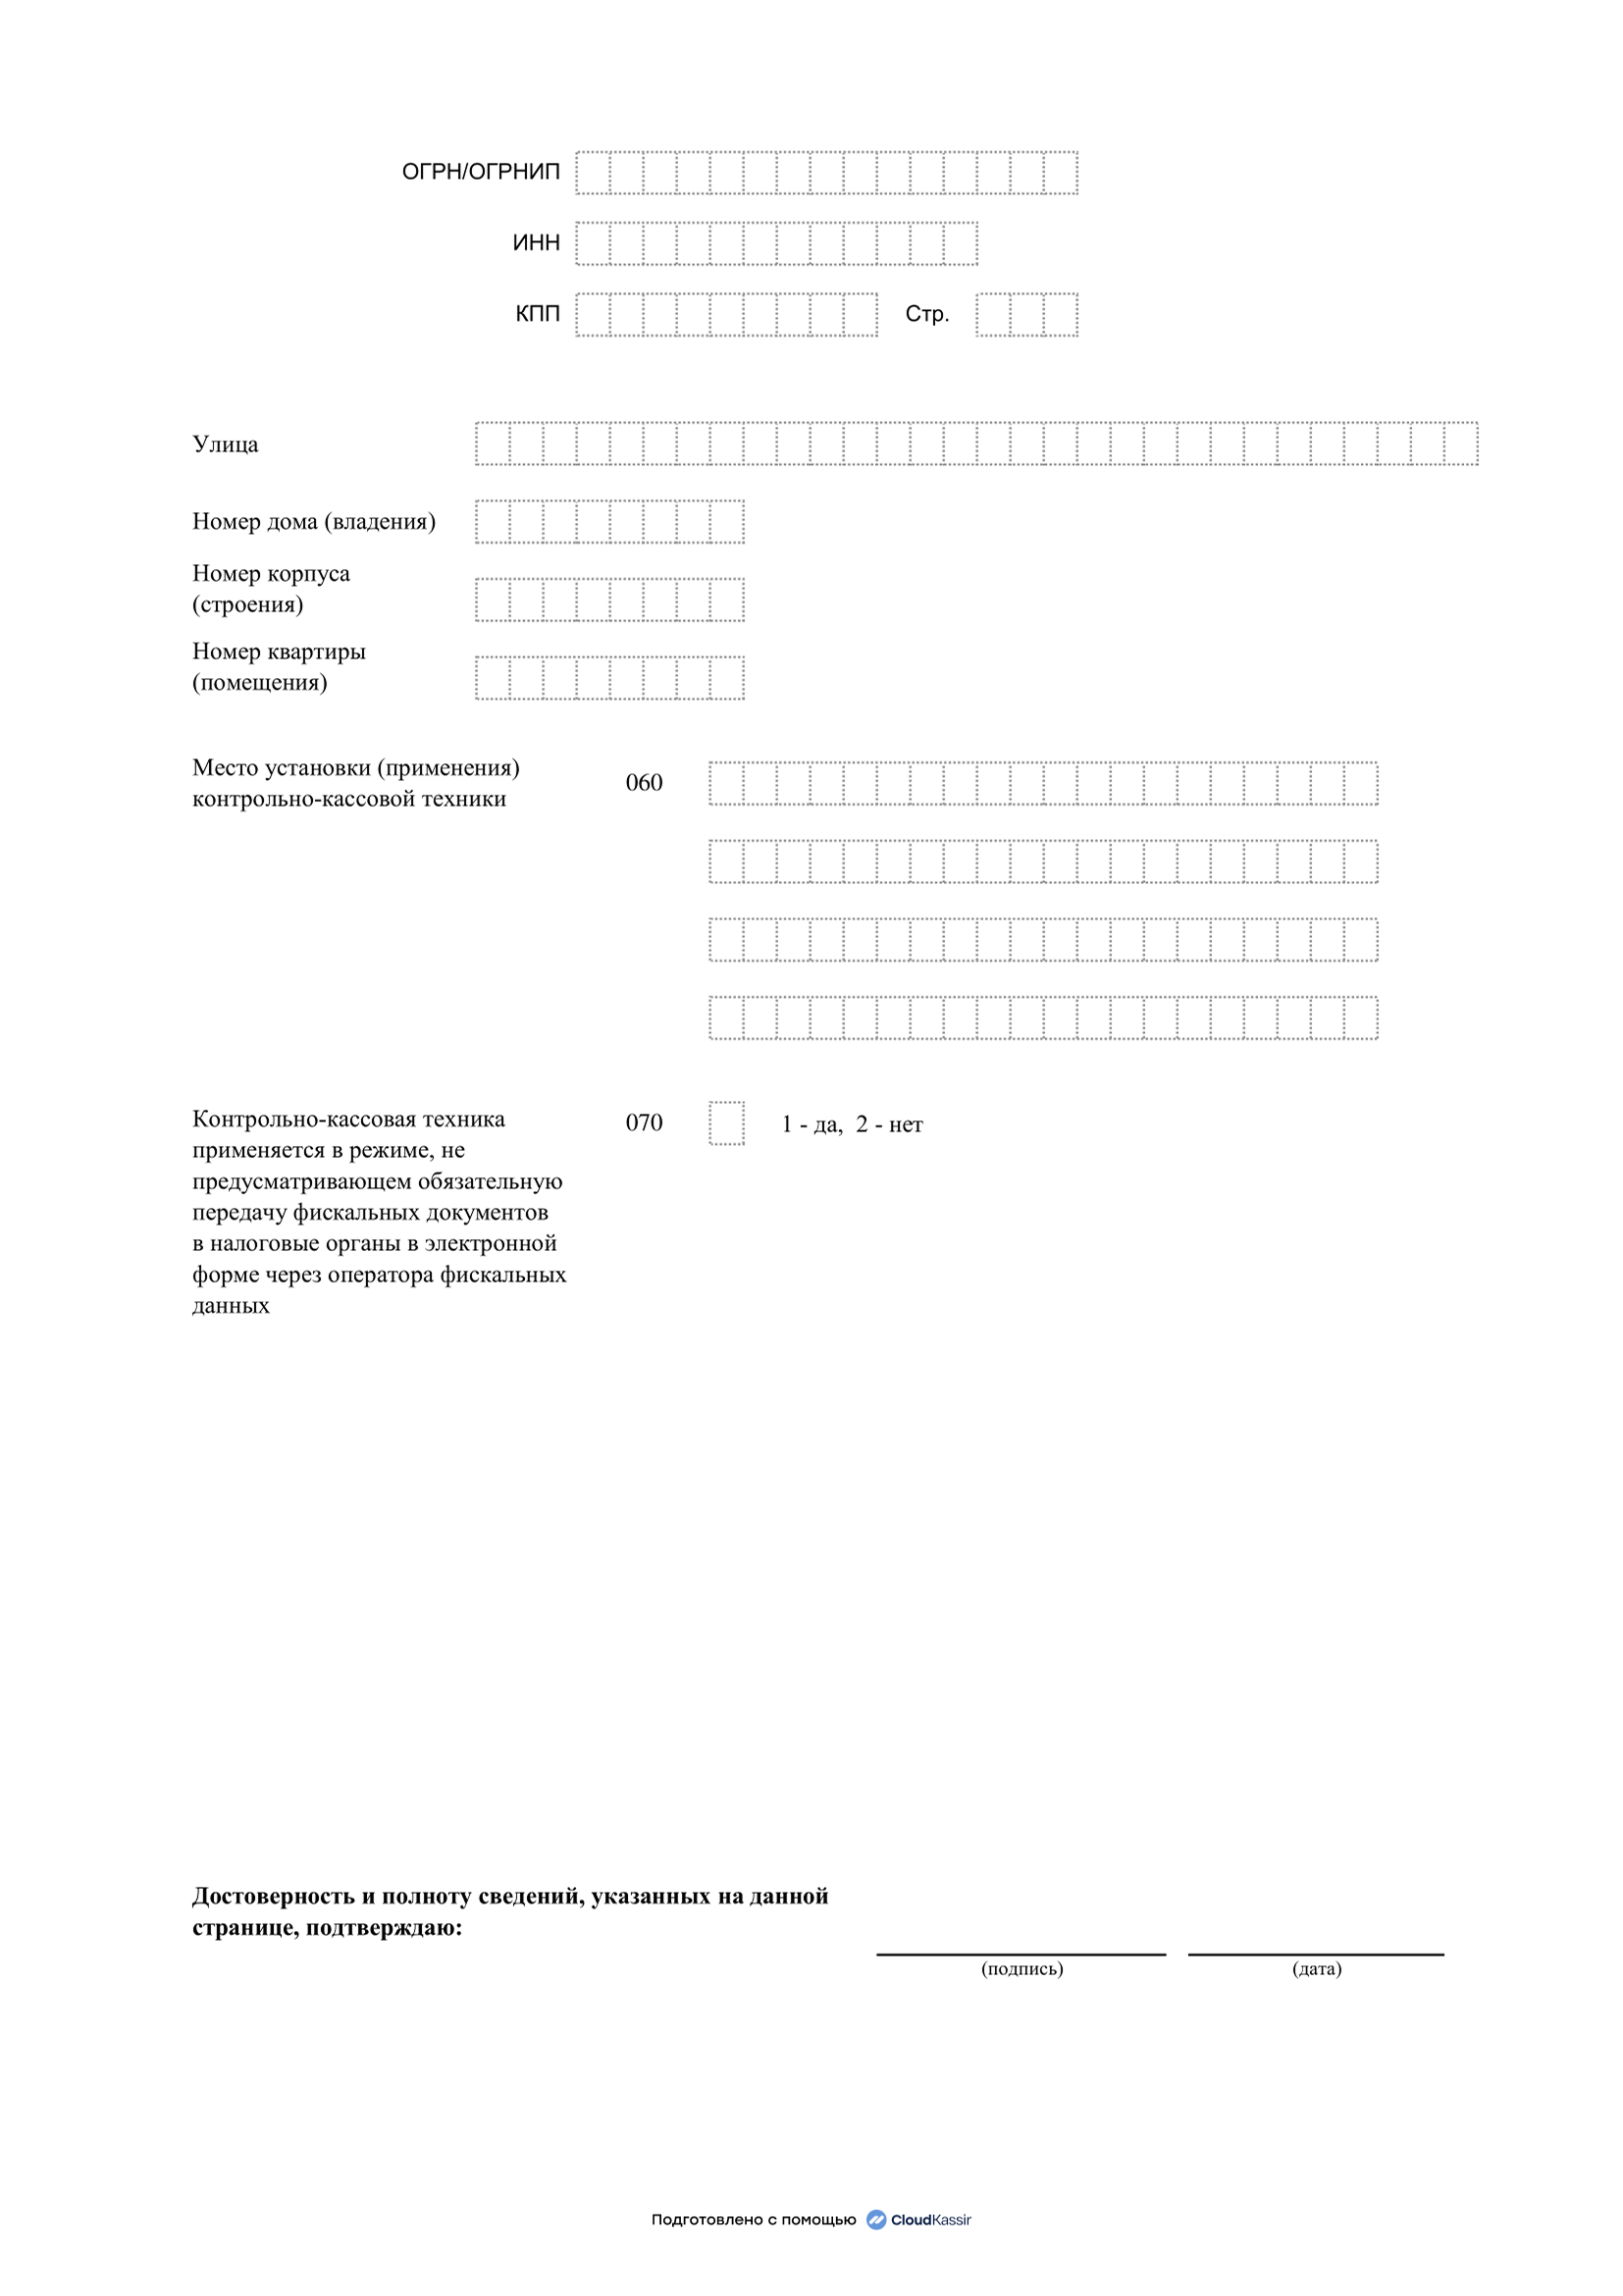 ОГРН/ОГРНИП
ИНН
КПП Стр.
Улица
Номер дома (владения)
Номер корпуса
(строения)
Номер квартиры
(помещения)
Место установки (применения)
контрольно-кассовой техники
060
Контрольно-кассовая техника
применяется в режиме, не
предусматривающем обязательную
передачу фискальных документов
в налоговые органы в электронной
форме через оператора фискальных
данных
070
1 - да, 2 - нет
Достоверность и полноту сведений, указанных на данной
странице, подтверждаю:
(подпись) (дата)
Подготовлено с помощью CloudKassir